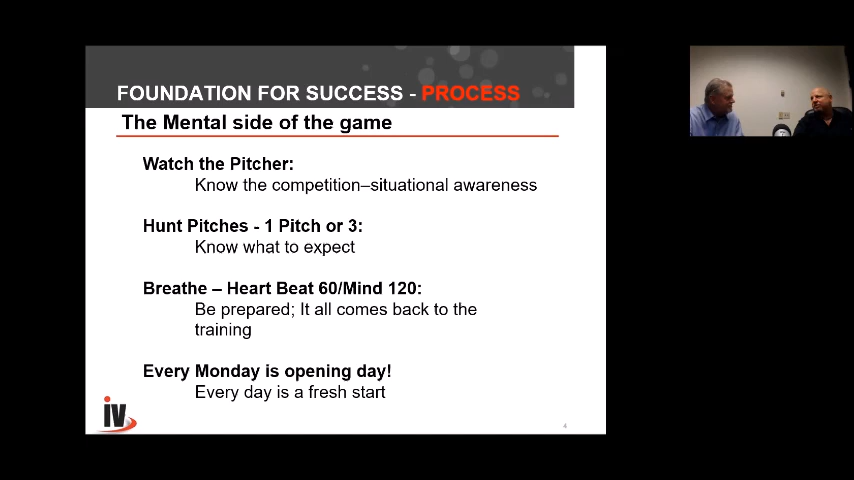 FOUNDATION FOR SUCCESS - PROCESS
The Mental side of the game
Watch the Pitcher:
Know the competition–situational awareness
Hunt Pitches - 1 Pitch or 3:
Know what to expect
Breathe – Heart Beat 60/Mind 120:
Be prepared; It all comes back to the
training
Every Monday is opening day!
Every day is a fresh start
iv
4